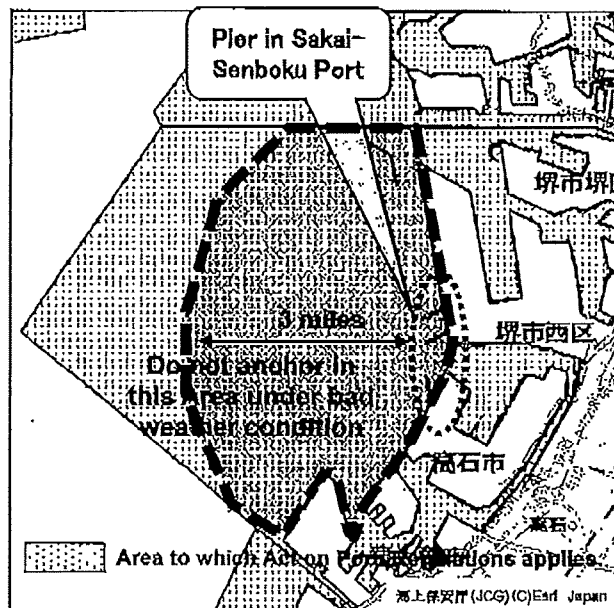 Pier in Sakai-
Senboku Port
堺市堺
3 miles
堺市西区
Do not anchor in
this Area under bad
weather condition
高石市
高石
Area to which Act on Port Regulations applies
海上保安庁(JCG)(C)Esri Japan